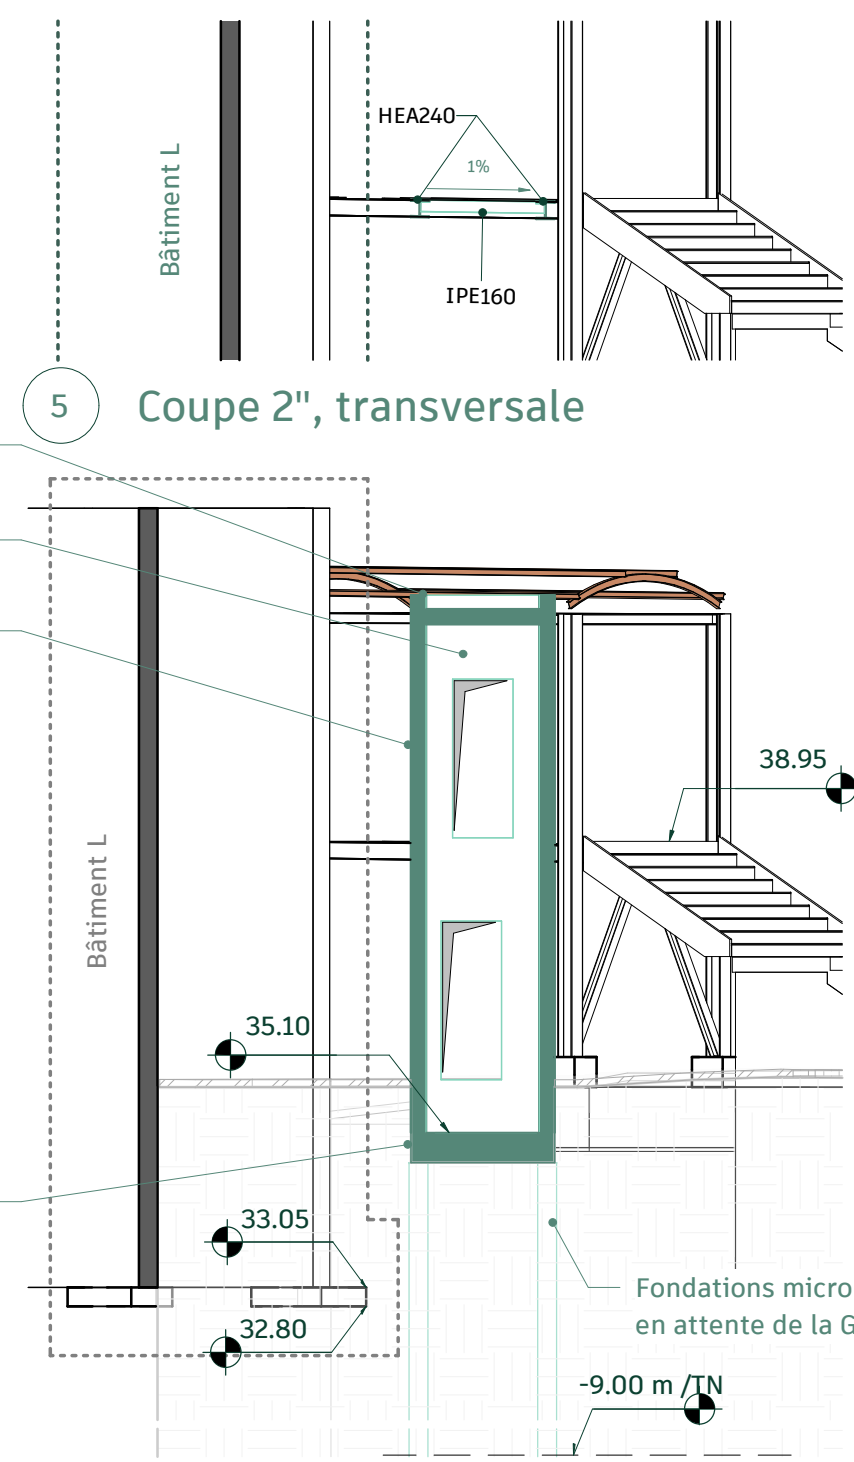 HEA240
1%
Bâtiment L
IPE160
5
Coupe 2", transversale
38.95
Bâtiment L
35.10
33.05
Fondations micro
en attente de la G
32.80
-9.00 m /TN